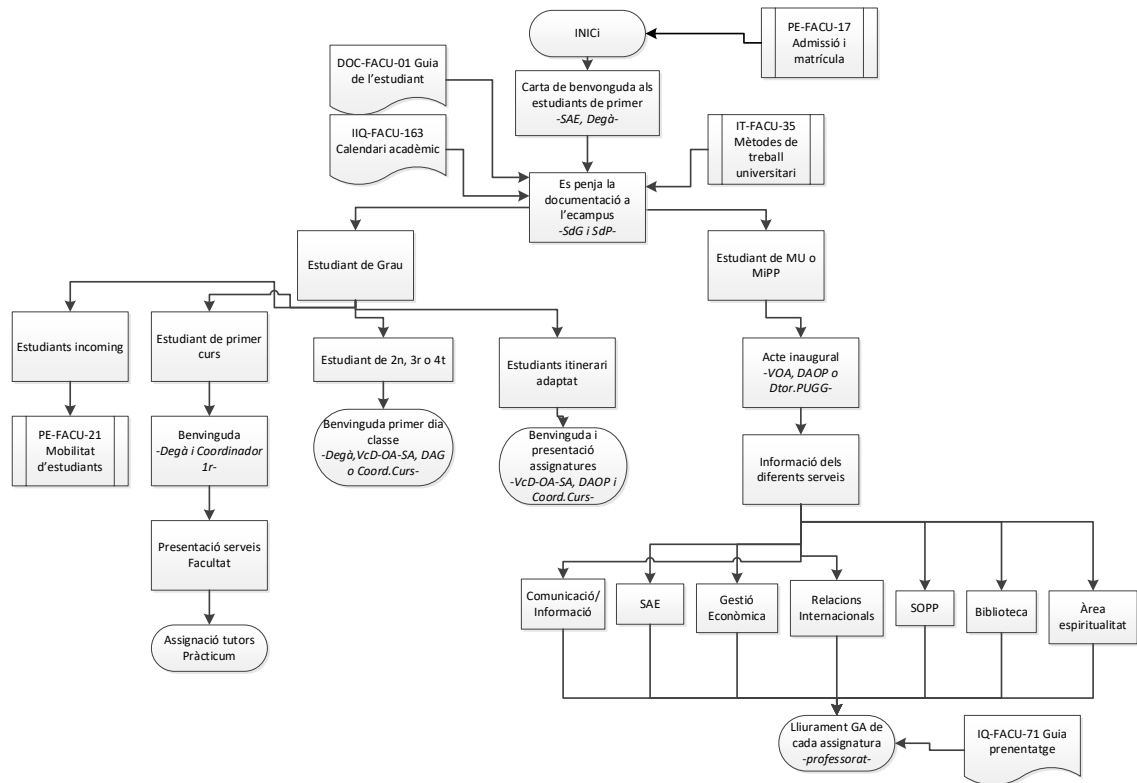 INICi
PE-FACU-17
Admissió i
matrícula
DOC-FACU-01 Guia
de l’estudiant
Carta de benvonguda als
estudiants de primer
-SAE, Degà-
IIQ-FACU-163
Calendari acadèmic
IT-FACU-35
Mètodes de
treball
universitari
Es penja la
documentació a
l’ecampus
-SdG i SdP-
Estudiant de Grau
Estudiant de MU o
MiPP
Estudiants incoming
Estudiant de primer
curs
Estudiant de 2n, 3r o 4t
Estudiants itinerari
adaptat
Acte inaugural
-VOA, DAOP o
Dtor.PUGG-
PE-FACU-21
Mobilitat
d’estudiants
Benvinguda
-Degà i Coordinador
1r-
Benvinguda primer dia
classe
-Degà,VcD-OA-SA, DAG
o Coord.Curs-
Benvinguda i
presentació
assignatures
-VcD-OA-SA, DAOP i
Coord.Curs-
Informació dels
diferents serveis
Presentació serveis
Facultat
Assignació tutors
Pràcticum
Comunicació/
Informació
SAE
Gestió
Econòmica
Relacions
Internacionals
SOPP
Biblioteca
Àrea
espiritualitat
Lliurament GA de
cada assignatura
-professorat-
IQ-FACU-71 Guia
prenentatge